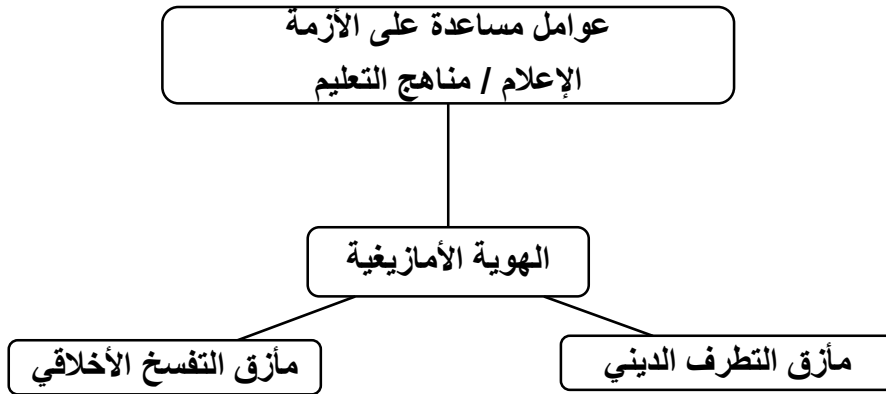 عوامل مساعدة على الأزمة
الإعلام / مناهج التعليم
الهوية الأمازيغية
مأزق التطرف الديني
مأزق التفسخ الأخلاقي